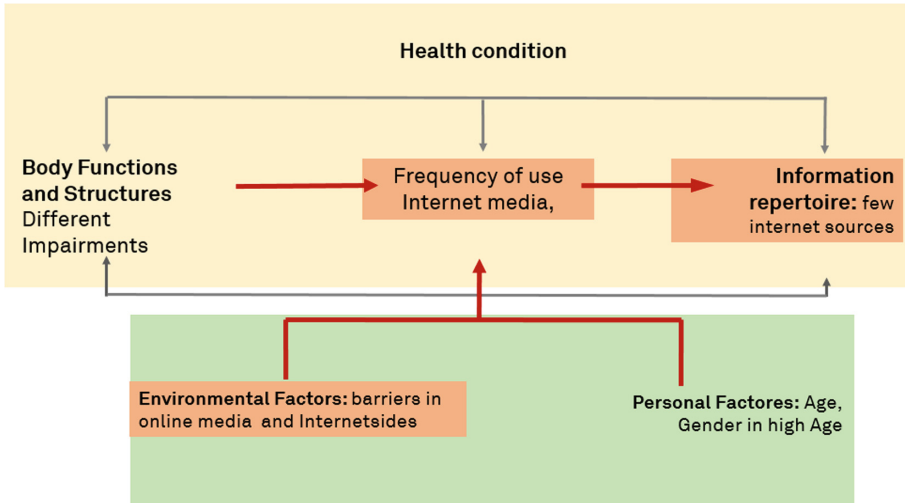 Health condition
Body Functions
and Structures
Different
Impairments
Frequency of use
Internet media,
Information
repertoire: few
internet sources
Environmental Factors: barriers in
online media and Internetsides
Personal Factores: Age,
Gender in high Age